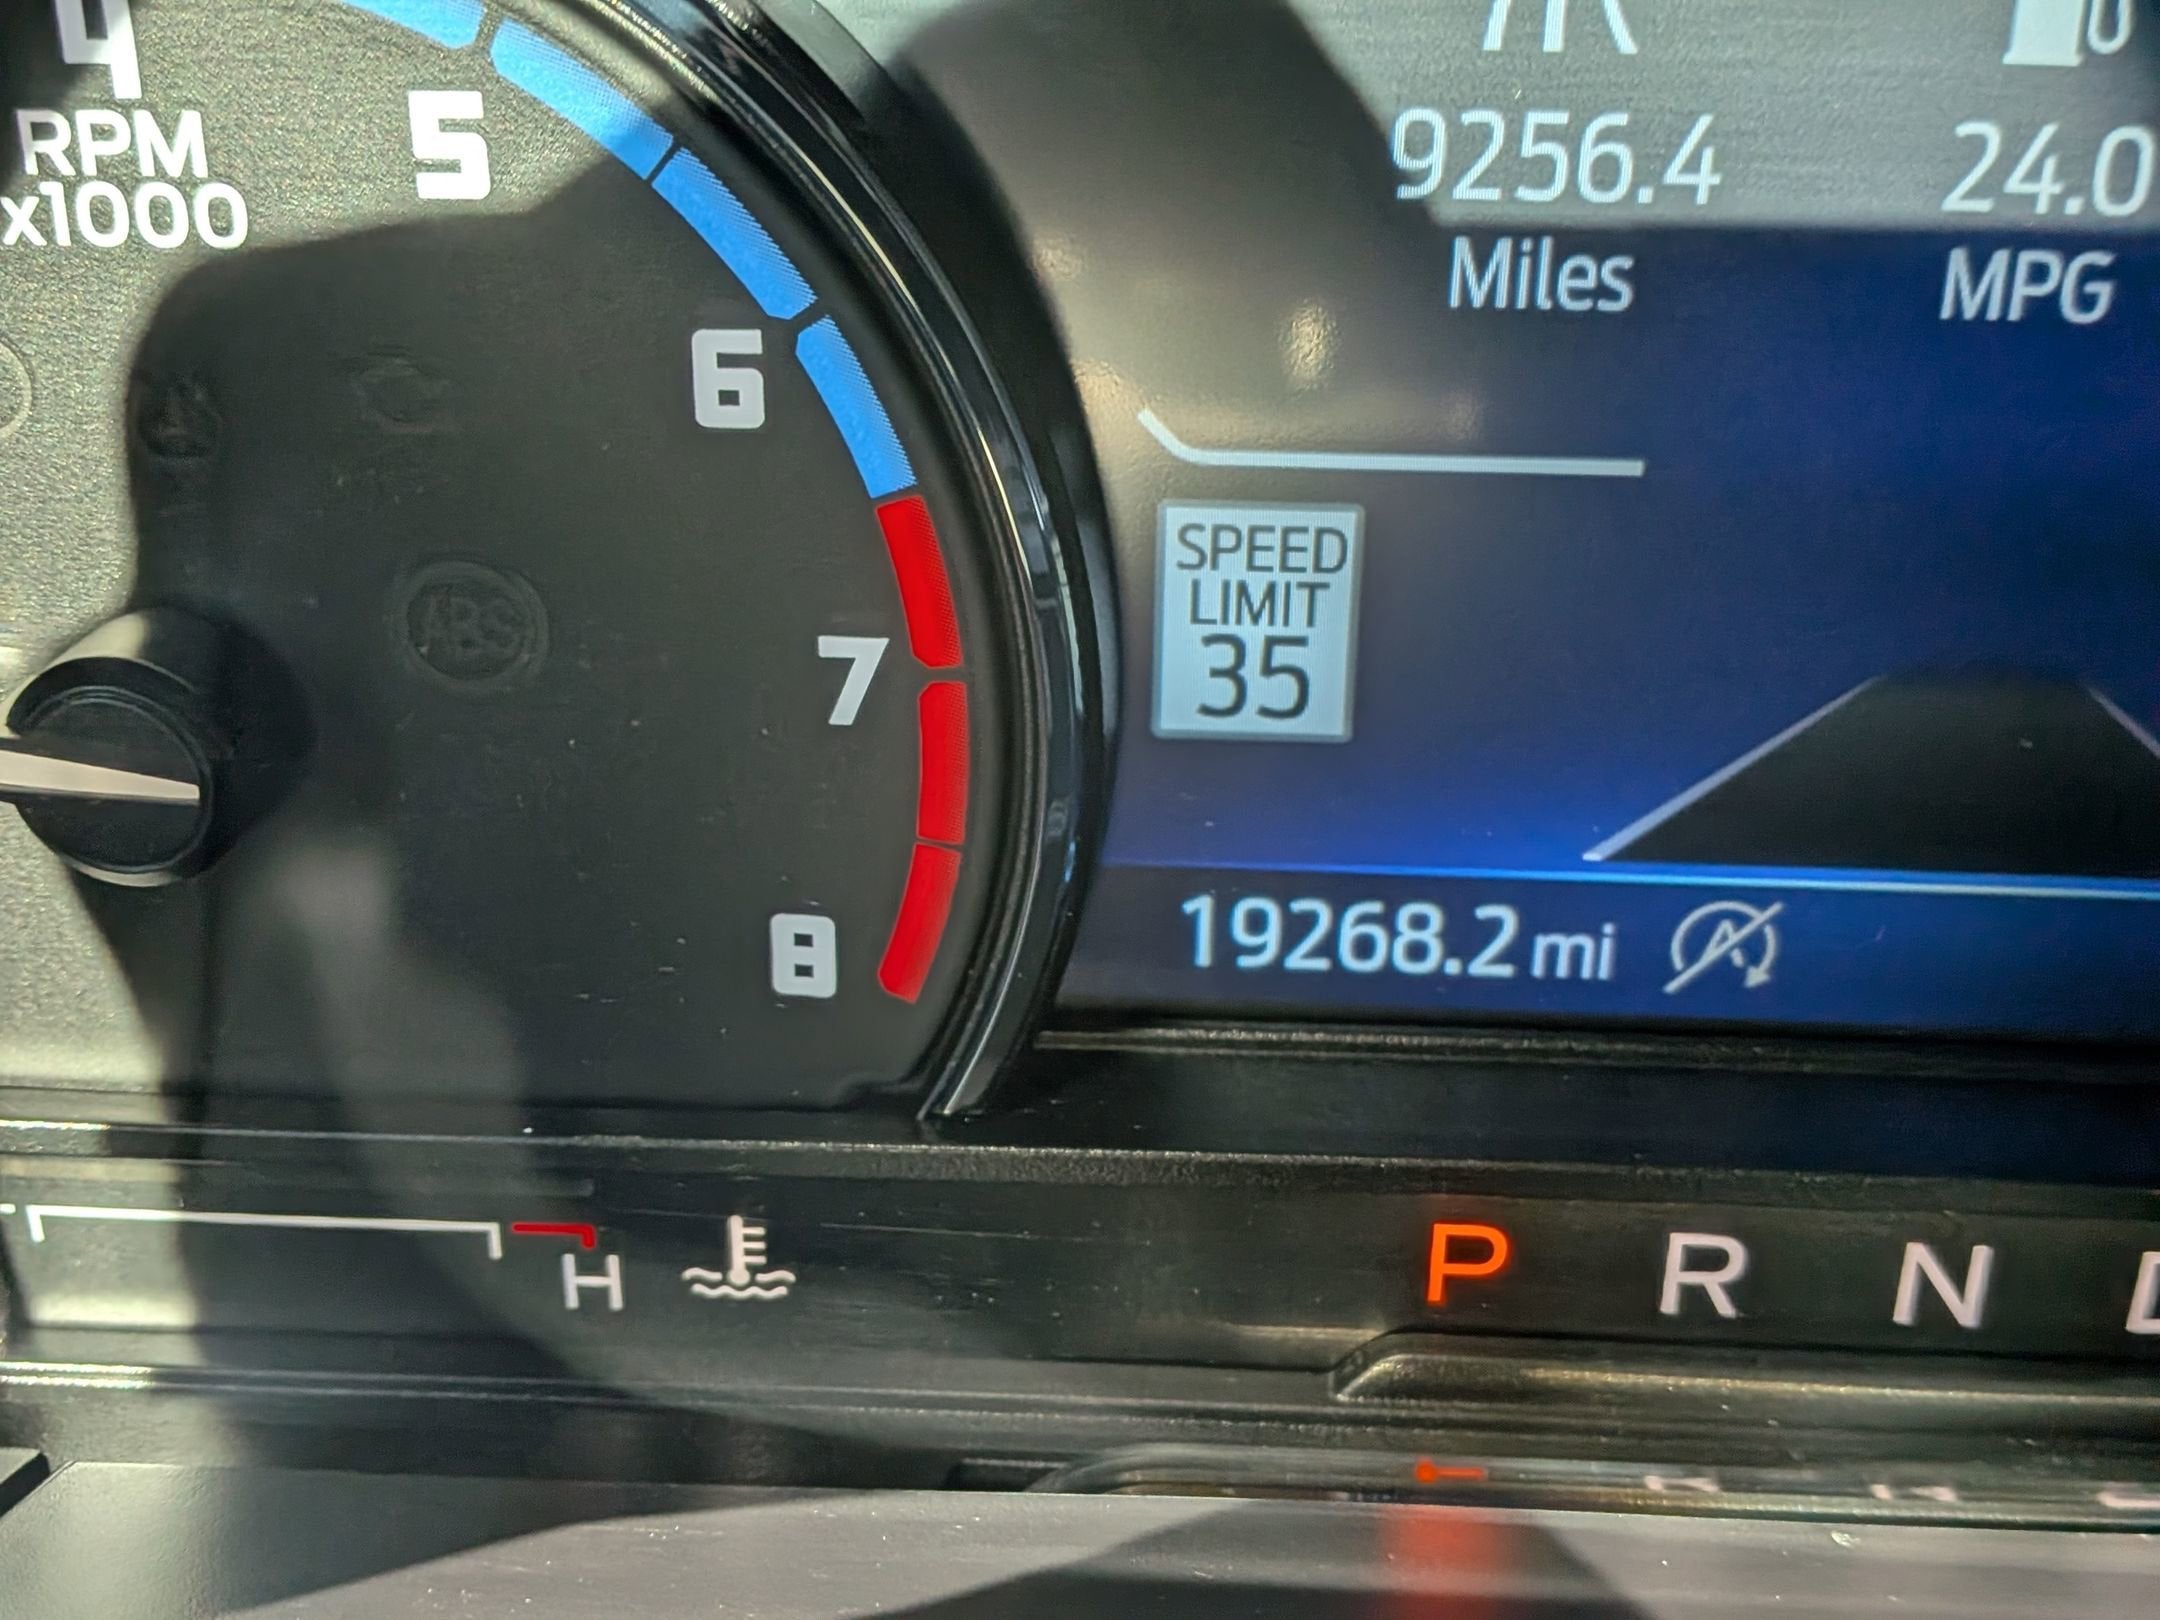 4
RPM
x1000
5
6
7
8
ABS
9256.4
Miles
24.0
MPG
SPEED
LIMIT
35
19268.2 mi
A
H
P R N